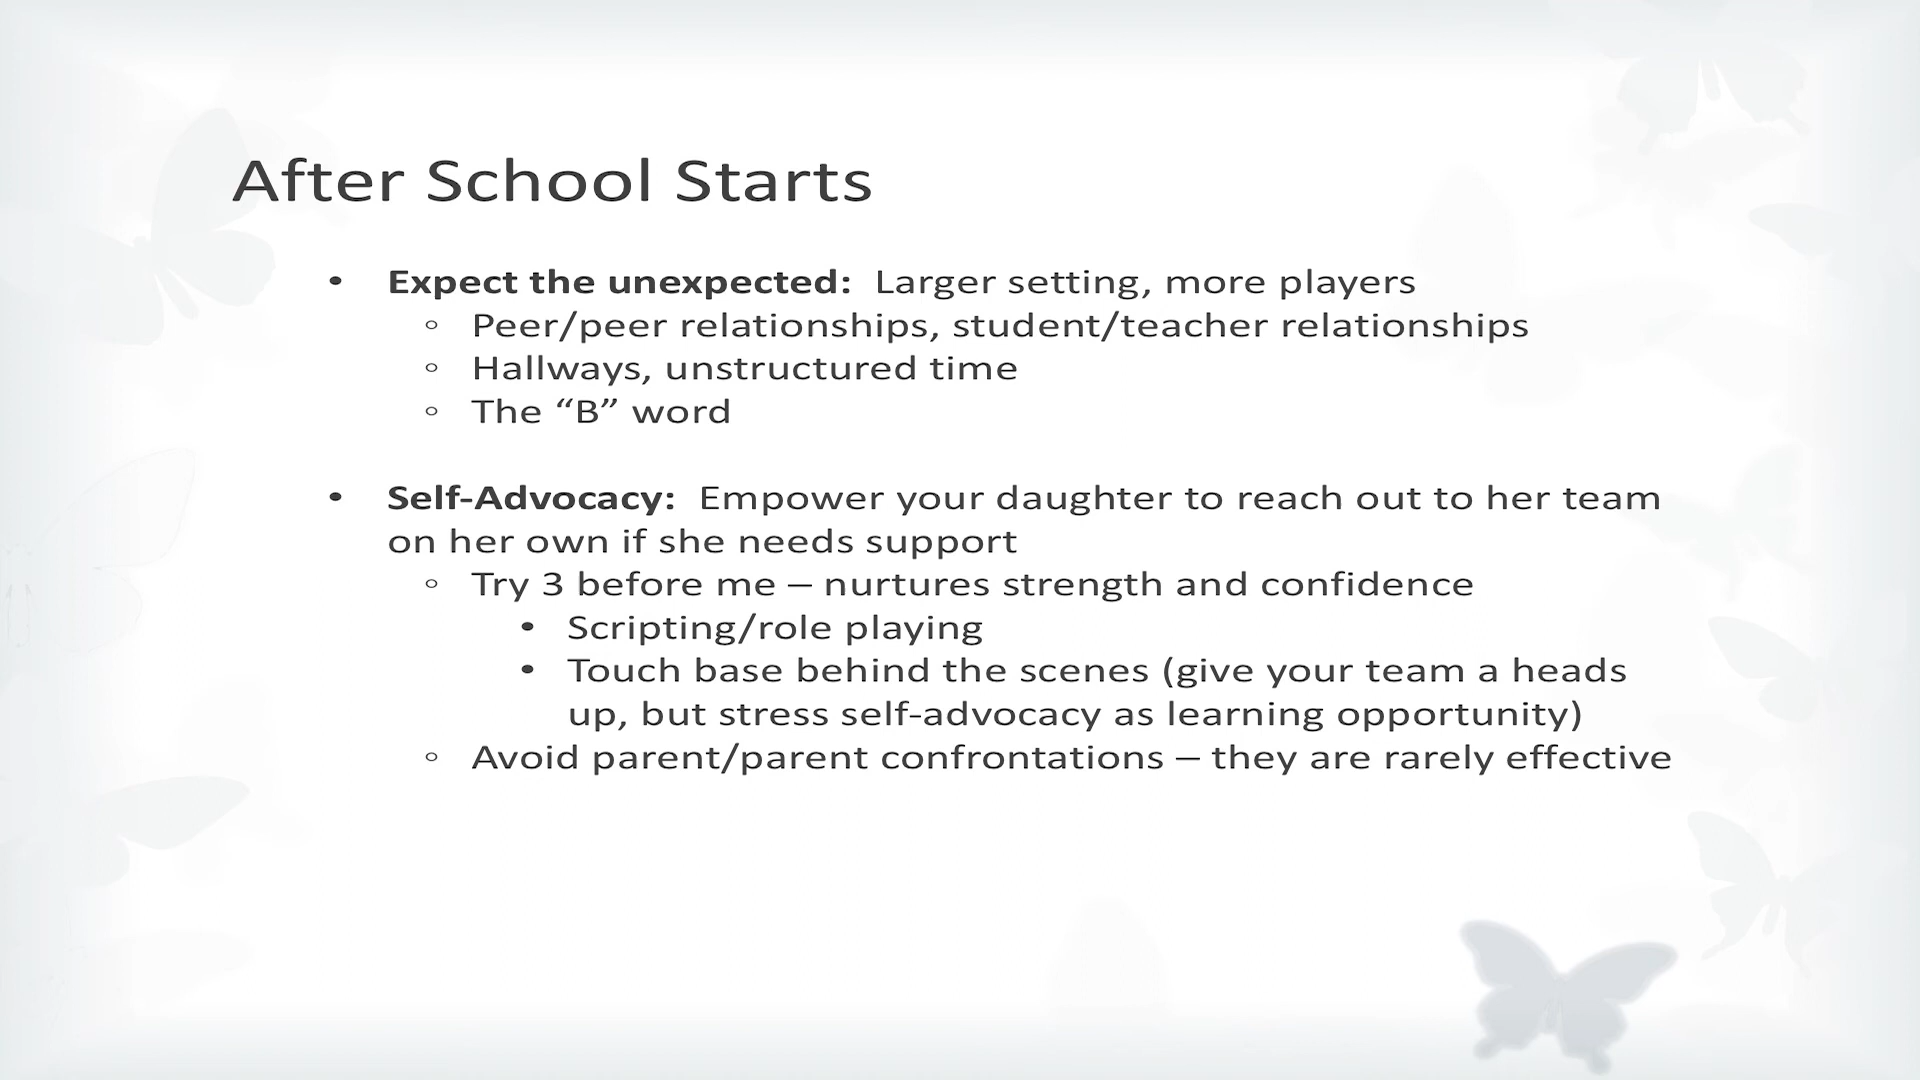 After School Starts
• Expect the unexpected: Larger setting, more players
◦ Peer/peer relationships, student/teacher relationships
◦ Hallways, unstructured time
◦ The “B” word
• Self-Advocacy: Empower your daughter to reach out to her team
on her own if she needs support
◦ Try 3 before me – nurtures strength and confidence
• Scripting/role playing
• Touch base behind the scenes (give your team a heads
up, but stress self-advocacy as learning opportunity)
◦ Avoid parent/parent confrontations – they are rarely effective